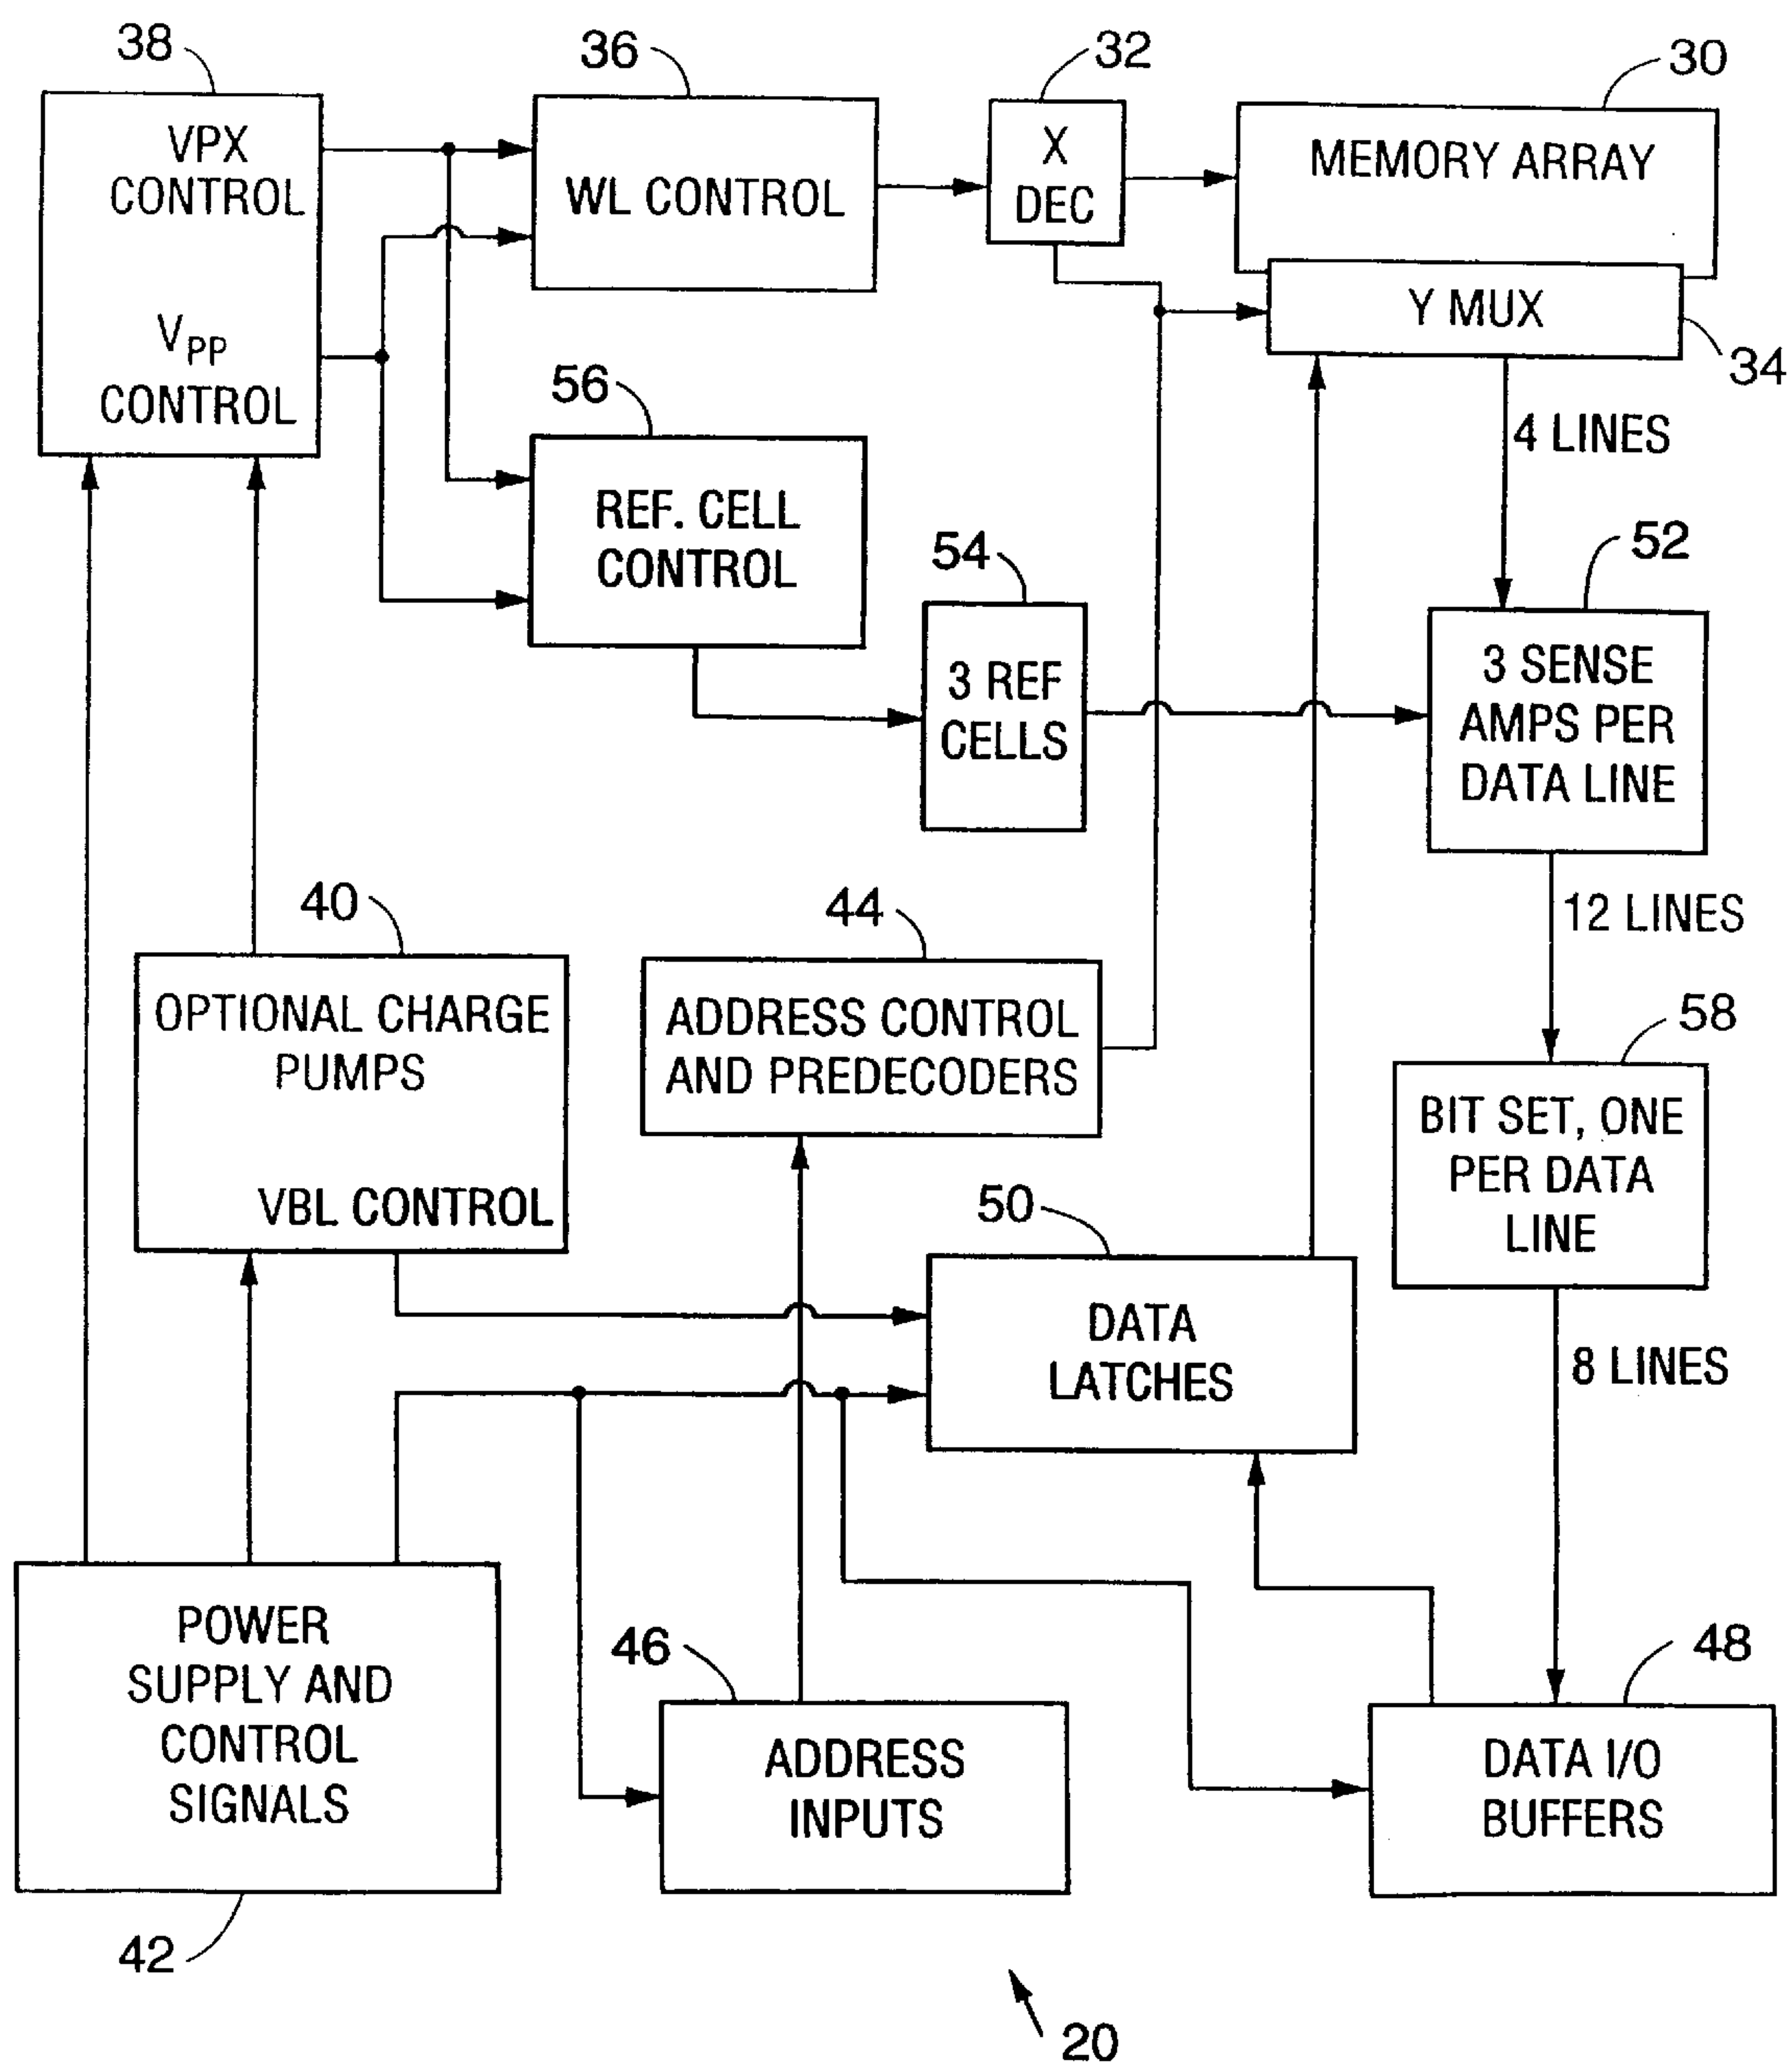 38
36
32
30
VPX
CONTROL
V_PP
CONTROL
WL CONTROL
X
DEC
MEMORY ARRAY
Y MUX
34
4 LINES
56
REF. CELL
CONTROL
54
3 REF
CELLS
52
3 SENSE
AMPS PER
DATA LINE
12 LINES
40
OPTIONAL CHARGE
PUMPS
VBL CONTROL
44
ADDRESS CONTROL
AND PREDECODERS
58
BIT SET, ONE
PER DATA
LINE
8 LINES
50
DATA
LATCHES
POWER
SUPPLY AND
CONTROL
SIGNALS
42
46
ADDRESS
INPUTS
48
DATA I/O
BUFFERS
20